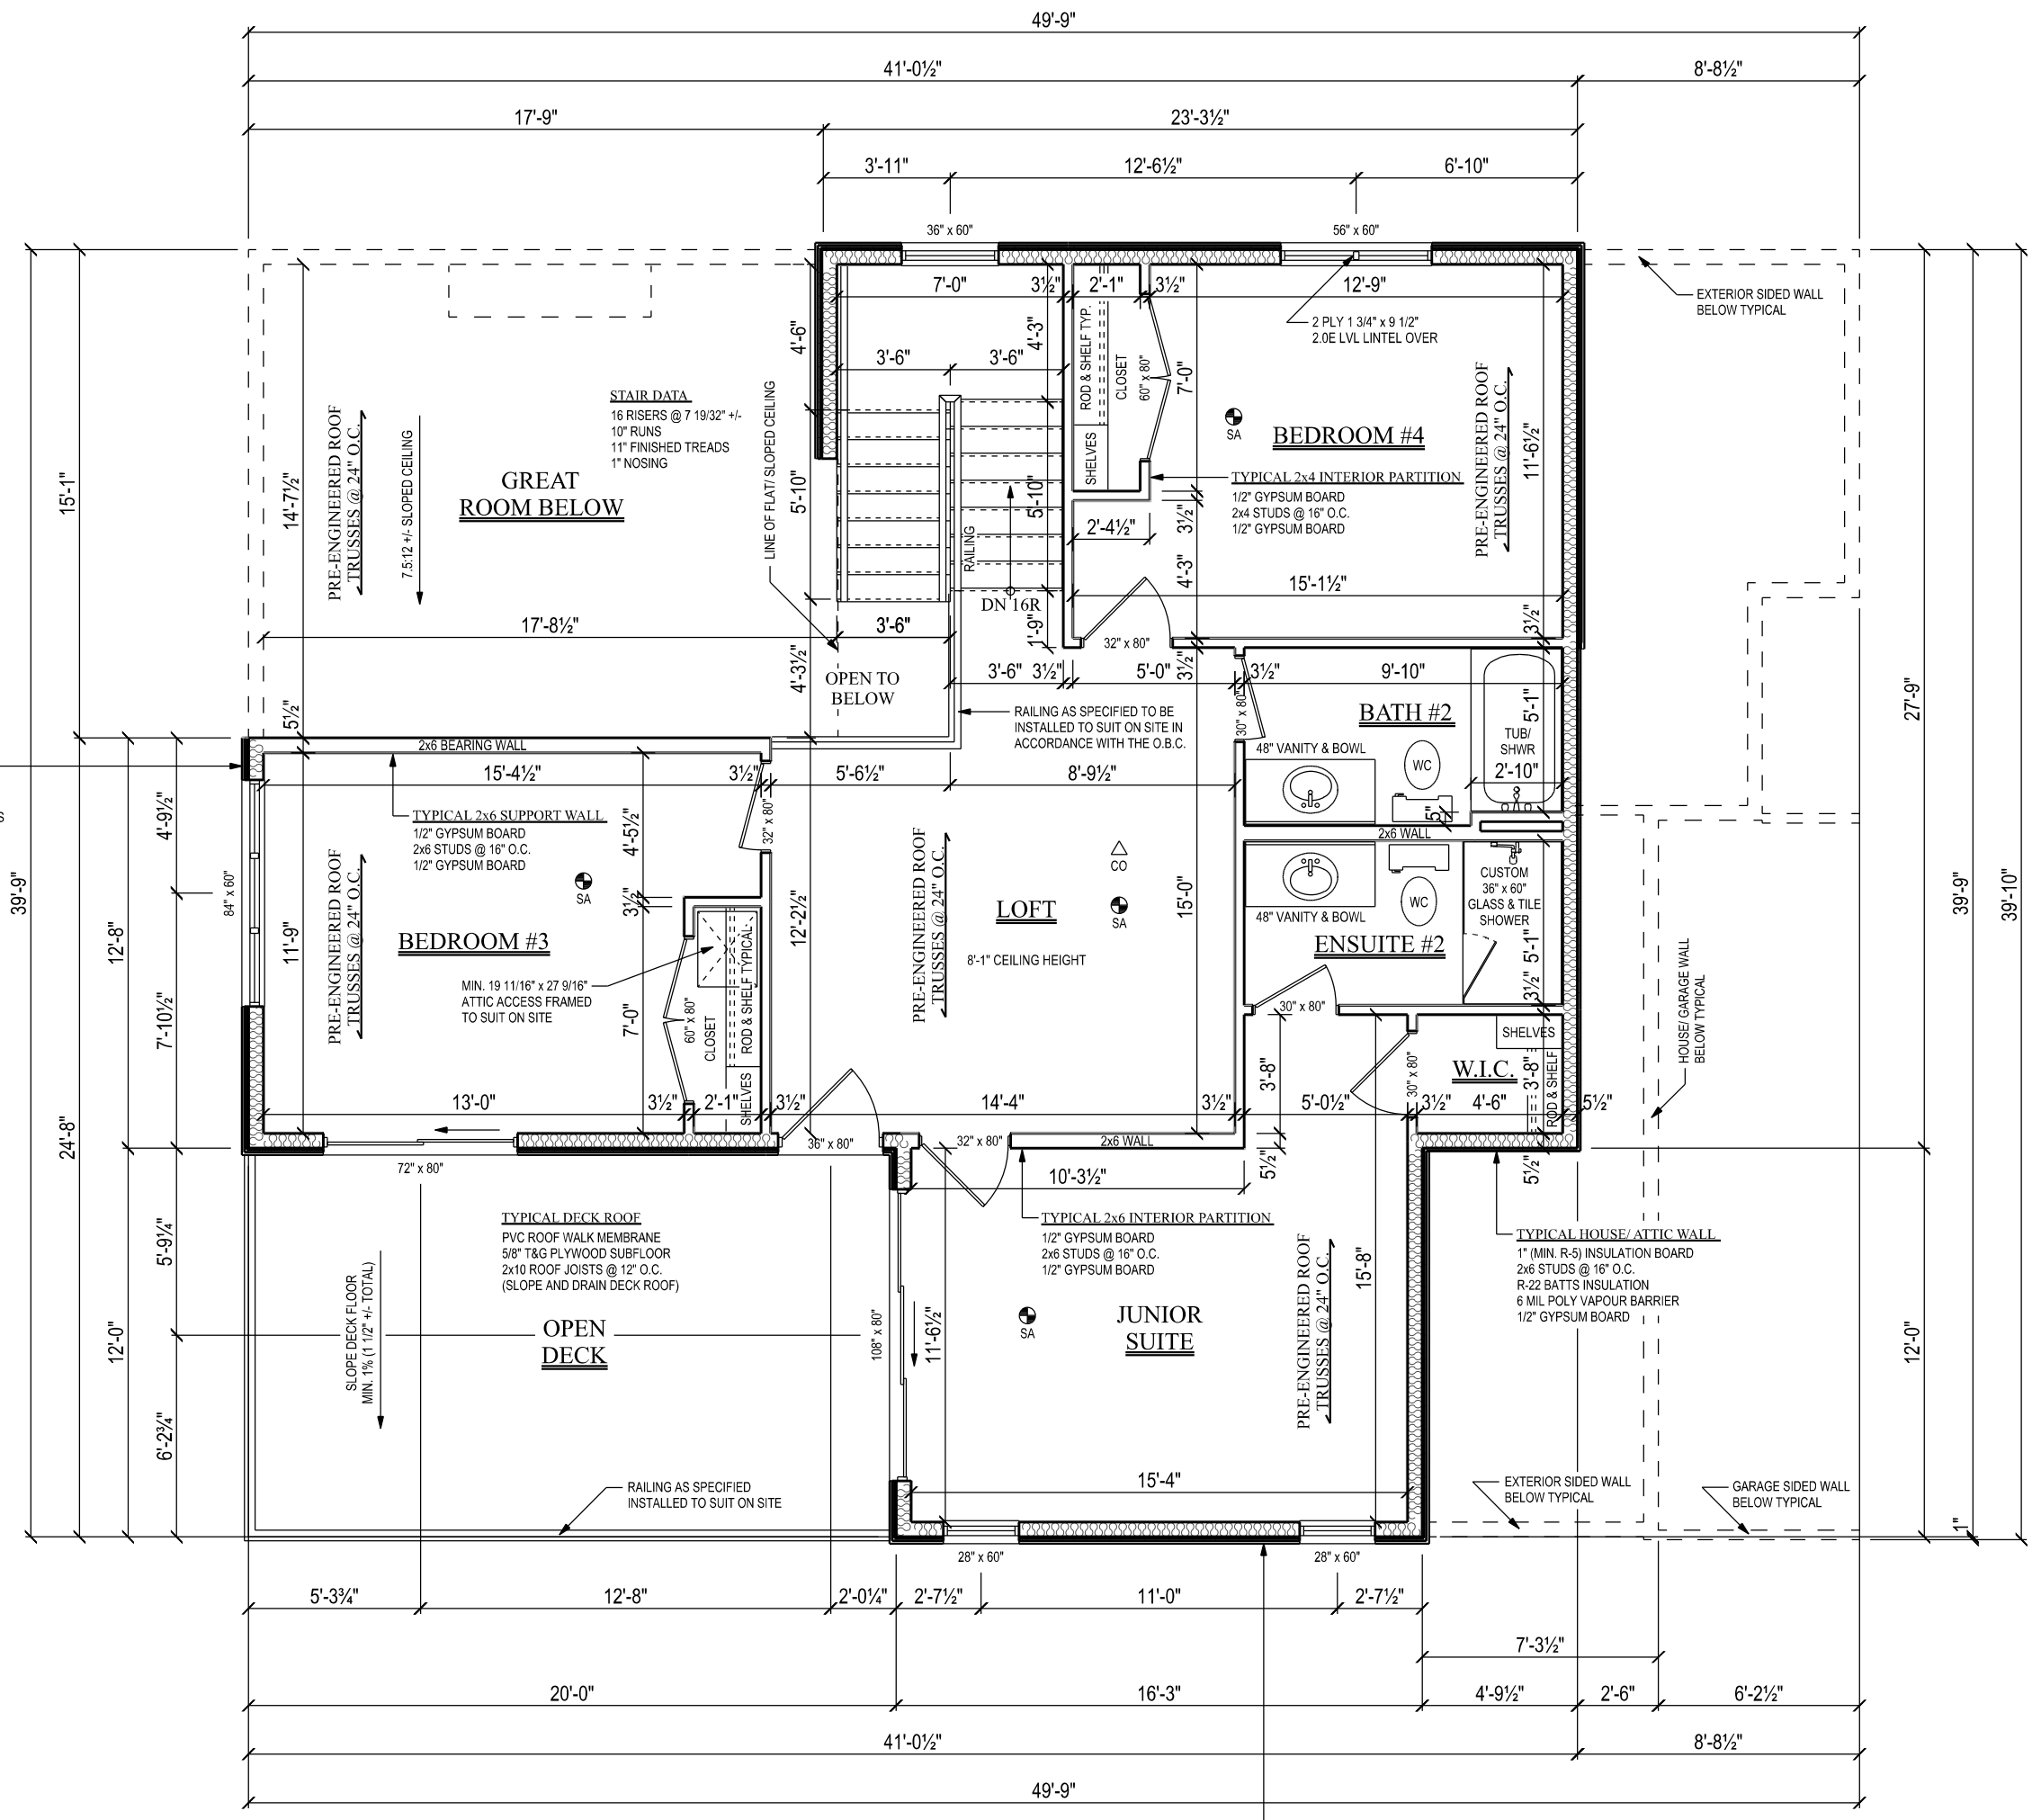 49'-9"
41'-0½"
8'-8½"
17'-9"
23'-3½"
3'-11"
12'-6½"
6'-10"
36" x 60"
56" x 60"
EXTERIOR SIDED WALL
BELOW TYPICAL
7'-0"
3½"
2'-1"
3½"
12'-9"
2 PLY 1 3/4" x 9 1/2"
2.0E LVL LINTEL OVER
4'-6"
4'-3"
3'-6"
3'-6"
ROD & SHELF TYP.
CLOSET
60" x 80"
7'-0"
SHELVES
SA
BEDROOM #4
PRE-ENGINEERED ROOF
TRUSSES @ 24" O.C.
11'-6½"
STAIR DATA
16 RISERS @ 7 19/32" +/-
10" RUNS
11" FINISHED TREADS
1" NOSING
LINE OF FLAT/ SLOPED CEILING
PRE-ENGINEERED ROOF
TRUSSES @ 24" O.C.
7.5:12 +/- SLOPED CEILING
GREAT
ROOM BELOW
15'-1"
14'-7½"
5'-10"
5'-10"
RAILING
TYPICAL 2x4 INTERIOR PARTITION
1/2" GYPSUM BOARD
2x4 STUDS @ 16" O.C.
1/2" GYPSUM BOARD
3½"
2'-4½"
4'-3"
15'-1½"
DN 16R
1'-9"
32" x 80"
3½"
17'-8½"
3'-6"
4'-3½"
OPEN TO
BELOW
3'-6"
3½"
5'-0"
3½"
3½"
9'-10"
30" x 80"
BATH #2
5'-1"
TUB/
SHWR
2'-10"
48" VANITY & BOWL
WC
5"
RAILING AS SPECIFIED TO BE
INSTALLED TO SUIT ON SITE IN
ACCORDANCE WITH THE O.B.C.
27'-9"
5½"
2x6 BEARING WALL
15'-4½"
3½"
5'-6½"
8'-9½"
S
TYPICAL 2x6 SUPPORT WALL
1/2" GYPSUM BOARD
2x6 STUDS @ 16" O.C.
1/2" GYPSUM BOARD
4'-9½"
4'-5½"
32" x 80"
2x6 WALL
39'-9"
12'-8"
84" x 60"
PRE-ENGINEERED ROOF
TRUSSES @ 24" O.C.
SA
3½"
BEDROOM #3
11'-9"
MIN. 19 11/16" x 27 9/16"
ATTIC ACCESS FRAMED
TO SUIT ON SITE
7'-0"
60" x 80"
CLOSET
ROD & SHELF TYPICAL
SHELVES
12'-2½"
PRE-ENGINEERED ROOF
TRUSSES @ 24" O.C.
LOFT
8'-1" CEILING HEIGHT
CO
SA
15'-0"
48" VANITY & BOWL
WC
CUSTOM
36" x 60"
GLASS & TILE
SHOWER
ENSUITE #2
5'-1"
3½"
30" x 80"
SHELVES
W.I.C.
30" x 80"
3'-8"
3'-8"
ROD & SHELF
HOUSE/ GARAGE WALL
BELOW TYPICAL
39'-9"
39'-10"
7'-10½"
24'-8"
13'-0"
3½"
2'-1"
3½"
14'-4"
3½"
5'-0½"
3½"
4'-6"
5½"
36" x 80"
32" x 80"
2x6 WALL
72" x 80"
5½"
5½"
10'-3½"
TYPICAL DECK ROOF
PVC ROOF WALK MEMBRANE
5/8" T&G PLYWOOD SUBFLOOR
2x10 ROOF JOISTS @ 12" O.C.
(SLOPE AND DRAIN DECK ROOF)
TYPICAL 2x6 INTERIOR PARTITION
1/2" GYPSUM BOARD
2x6 STUDS @ 16" O.C.
1/2" GYPSUM BOARD
TYPICAL HOUSE/ ATTIC WALL
1" (MIN. R-5) INSULATION BOARD
2x6 STUDS @ 16" O.C.
R-22 BATTS INSULATION
6 MIL POLY VAPOUR BARRIER
1/2" GYPSUM BOARD
5'-9¼"
12'-0"
SLOPE DECK FLOOR
MIN. 1% (1 1/2" +/- TOTAL)
OPEN
DECK
108" x 80"
11'-6½"
SA
JUNIOR
SUITE
PRE-ENGINEERED ROOF
TRUSSES @ 24" O.C.
15'-8"
12'-0"
6'-2¾"
RAILING AS SPECIFIED
INSTALLED TO SUIT ON SITE
15'-4"
EXTERIOR SIDED WALL
BELOW TYPICAL
GARAGE SIDED WALL
BELOW TYPICAL
1"
28" x 60"
28" x 60"
5'-3¾"
12'-8"
2'-0¼"
2'-7½"
11'-0"
2'-7½"
7'-3½"
20'-0"
16'-3"
4'-9½"
2'-6"
6'-2½"
41'-0½"
8'-8½"
49'-9"